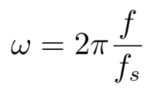 ω = 2π f/f_s